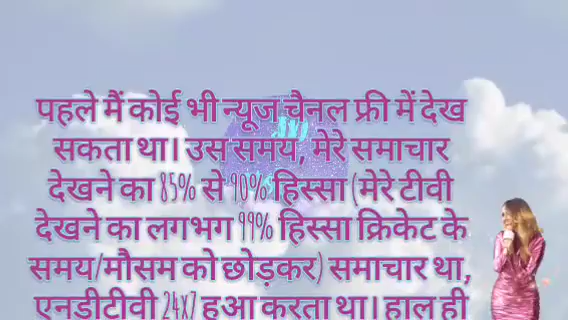 पहले मैं कोई भी न्यूज चैनल फ्री में देख
सकता था। उस समय, मेरे समाचार
देखने का 85% से 90% हिस्सा (मेरे टीवी
देखने का लगभग 99% हिस्सा क्रिकेट के
समय/मौसम को छोड़कर) समाचार था,
एनडीटीवी 24x7 हुआ करता था। हाल ही